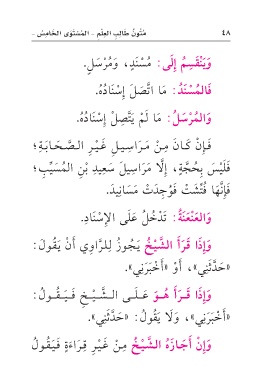 ٤٨ مُتُونُ طَالِبِ العِلْمِ - المُسْتَوَى الخَامِسُ -
وَيَنْقَسِمُ إِلَى: مُسْنَدٍ، وَمُرْسَلٍ.
فَالمُسْنَدُ: مَا اتَّصَلَ إِسْنَادُهُ.
وَالمُرْسَلُ: مَا لَمْ يَتَّصِلْ إِسْنَادُهُ.
فَإِنْ كَانَ مِنْ مَرَاسِيلِ غَيْرِ الصَّحَابَةِ؛
فَلَيْسَ بِحُجَّةٍ، إِلَّا مَرَاسِيلَ سَعِيدِ بْنِ المُسَيِّبِ؛
فَإِنَّهَا فُتِّشَتْ فَوُجِدَتْ مَسَانِيدَ.
وَالعَنْعَنَةُ: تَدْخُلُ عَلَى الإِسْنَادِ.
وَإِذَا قَرَأَ الشَّيْخُ يَجُوزُ لِلرَّاوِي أَنْ يَقُولَ:
«حَدَّثَنِي»، أَوْ «أَخْبَرَنِي».
وَإِذَا قَرَأَ هُوَ عَلَى الشَّيْخِ فَيَقُولُ:
«أَخْبَرَنِي»، وَلَا يَقُولُ: «حَدَّثَنِي».
وَإِنْ أَجَازَهُ الشَّيْخُ مِنْ غَيْرِ قِرَاءَةٍ فَيَقُولُ